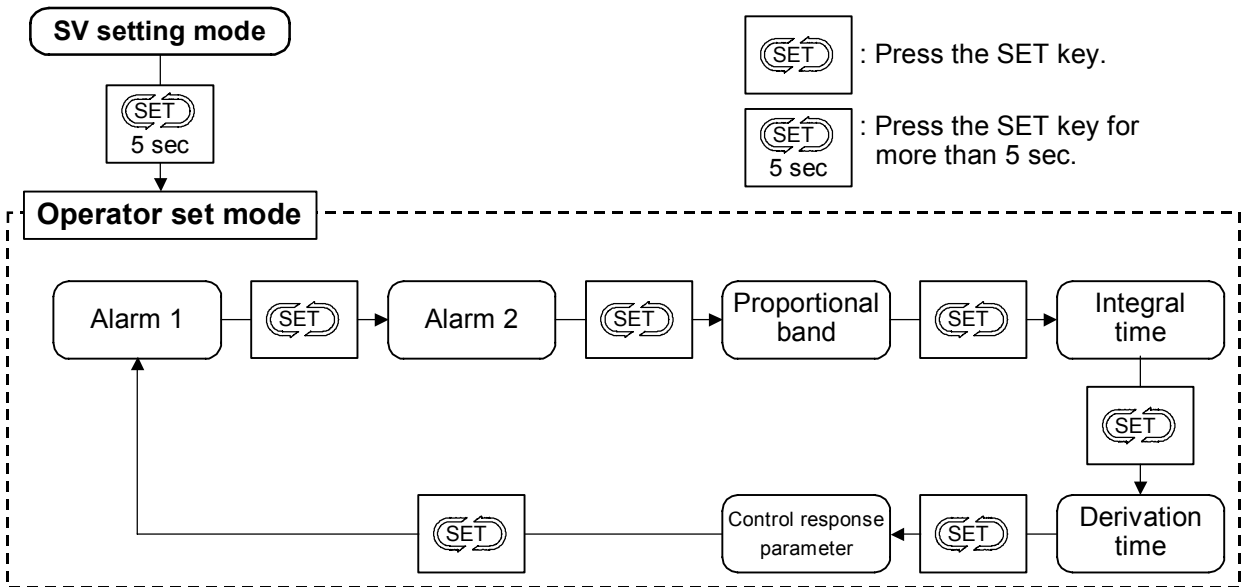 SV setting mode
SET
5 sec
SET
: Press the SET key.
SET
5 sec
: Press the SET key for
more than 5 sec.
Operator set mode
Alarm 1
SET
Alarm 2
SET
Proportional
band
SET
Integral
time
SET
Derivation
time
SET
Control response
parameter
SET